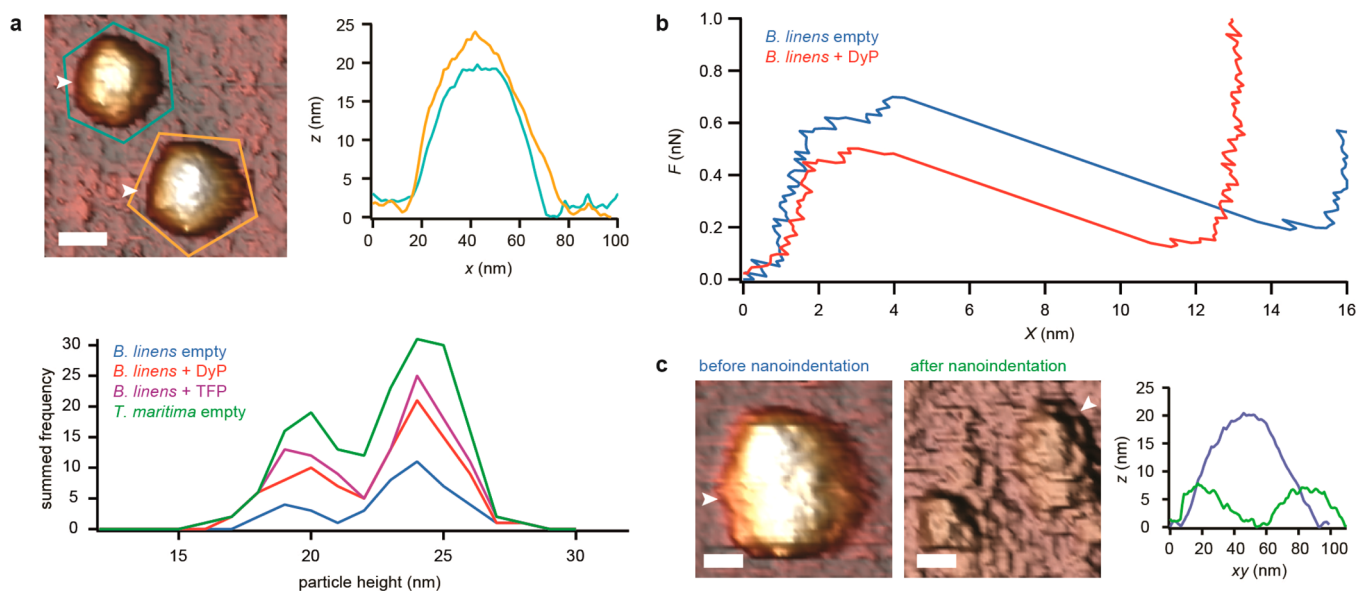 a
25
20
15
10
5
0
z (nm)
0 20 40 60 80 100
x (nm)
B. linens empty
B. linens + DyP
B. linens + TFP
T. maritima empty
30
25
20
15
10
5
0
summed frequency
15 20 25 30
particle height (nm)
b
B. linens empty
B. linens + DyP
1.0
0.8
0.6
0.4
0.2
0.0
F (nN)
0 2 4 6 8 10 12 14 16
X (nm)
c
before nanoindentation
after nanoindentation
25
20
15
10
5
0
z (nm)
0 20 40 60 80 100
xy (nm)